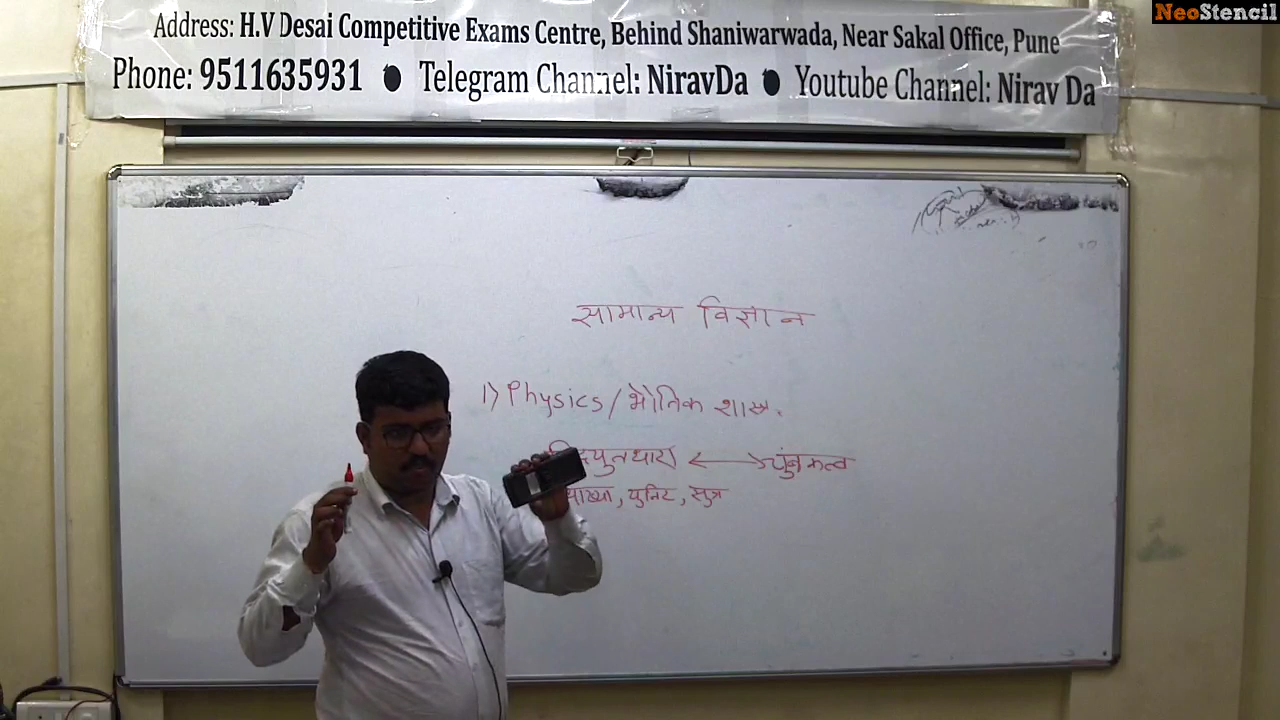 NeoStencil
Address: H.V Desai Competitive Exams Centre, Behind Shaniwarwada, Near Sakal Office, Pune
Phone: 9511635931 ● Telegram Channel: NiravDa ● Youtube Channel: Nirav Da
सामान्य विज्ञान
1) Physics / भौतिक शास्त्र.
विद्युतधारा ↔ चुंबकत्व
व्याख्या, युनिट, सुत्र